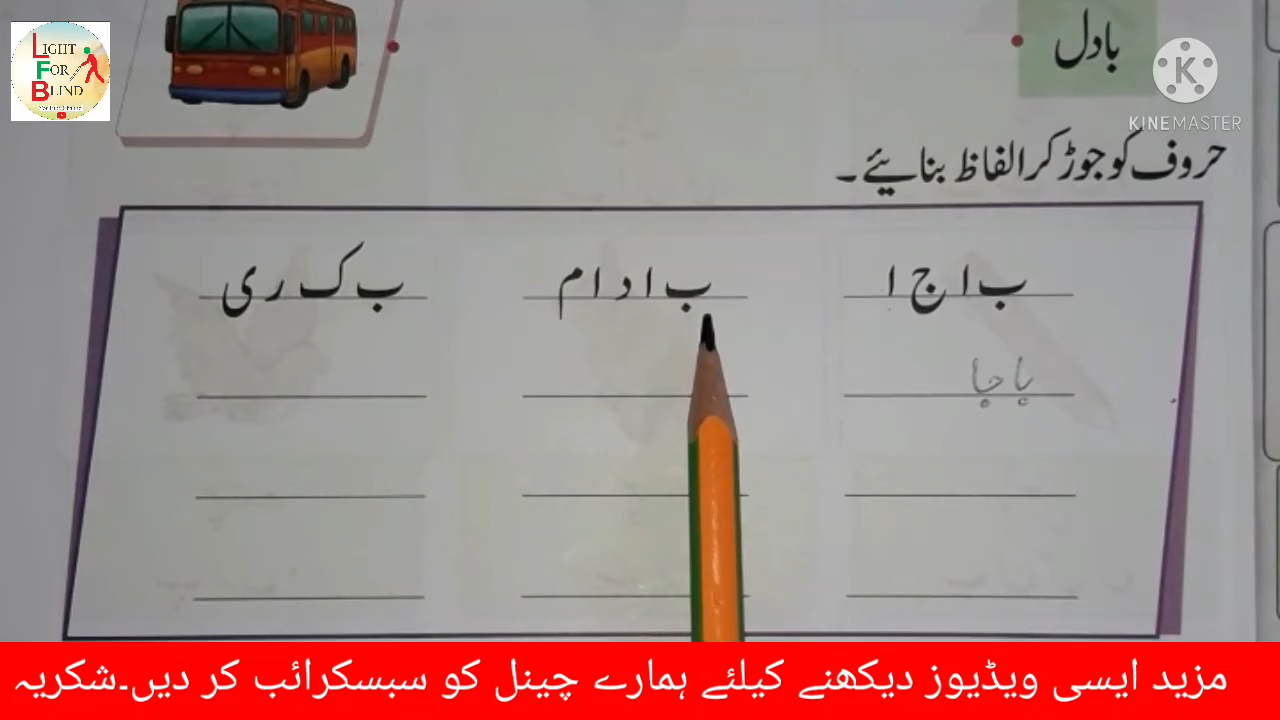 LIGHT
FOR
BLIND
بادل
KINEMASTER
حروف کو جوڑ کر الفاظ بنائیے ۔
ب ا ج ا
ب ا د ا م
ب ک ر ی
باجا
مزید ایسی ویڈیوز دیکھنے کیلئے ہمارے چینل کو سبسکرائب کر دیں۔شکریہ